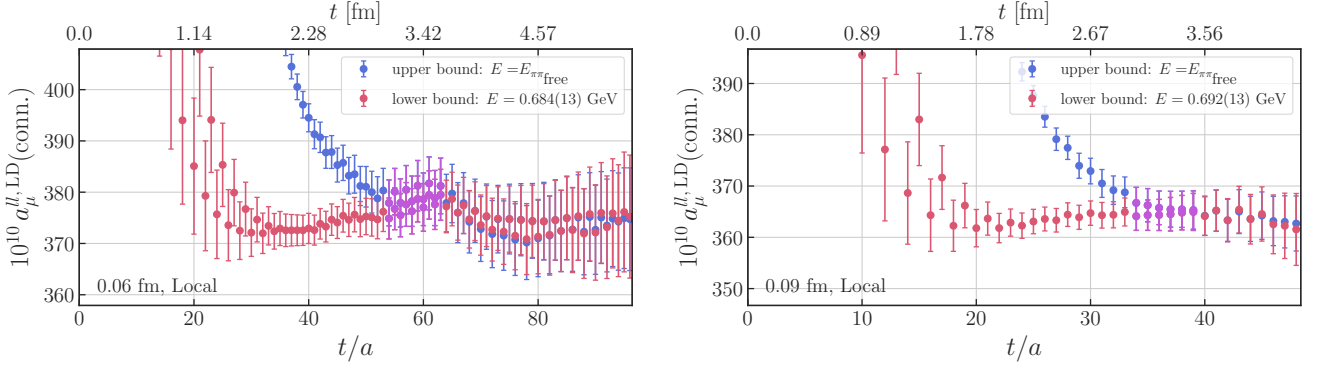 t [fm]
0.0 1.14 2.28 3.42 4.57
10^{10} a_μ^{ll, LD}(conn.)
400
390
380
370
360
upper bound: E =E_{ππ free}
lower bound: E = 0.684(13) GeV
0.06 fm, Local
0 20 40 60 80
t/a
t [fm]
0.0 0.89 1.78 2.67 3.56
10^{10} a_μ^{ll, LD}(conn.)
390
380
370
360
350
upper bound: E =E_{ππ free}
lower bound: E = 0.692(13) GeV
0.09 fm, Local
0 10 20 30 40
t/a